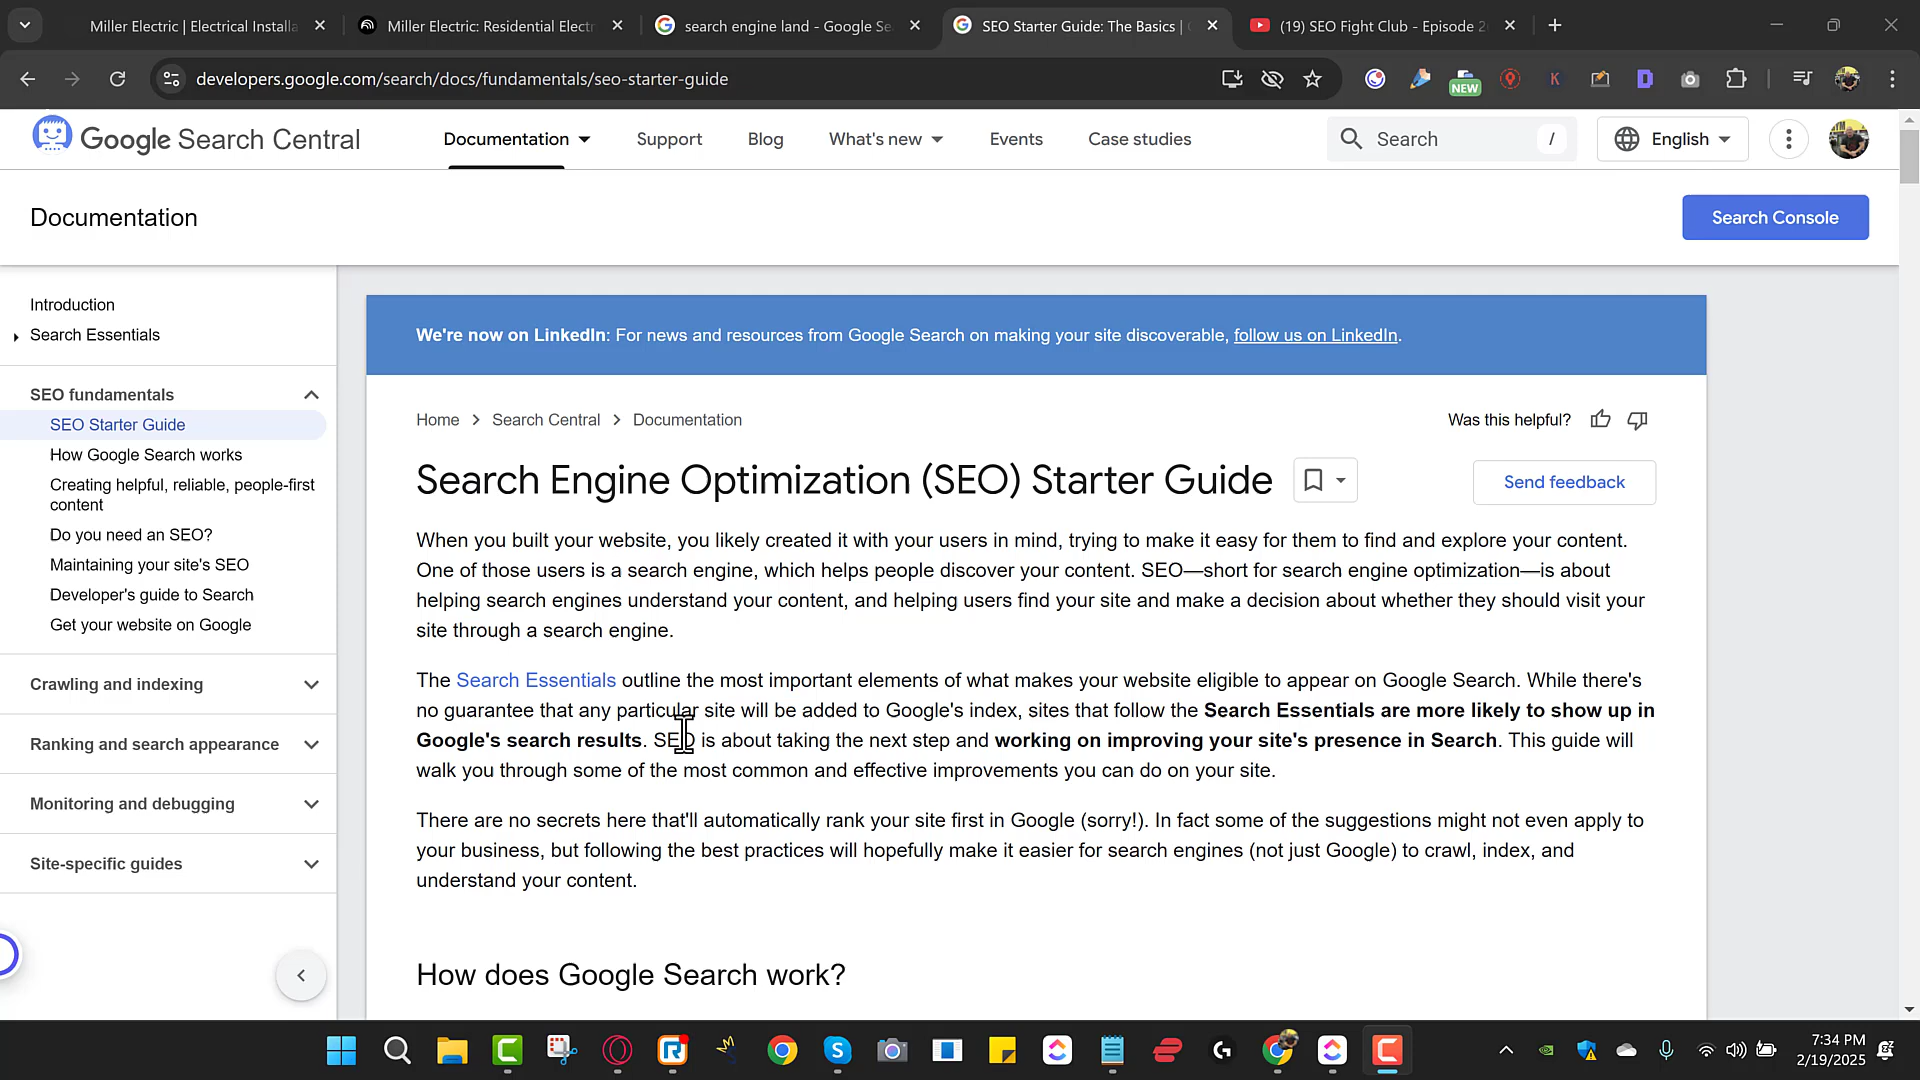 Miller Electric | Electrical Installa
Miller Electric: Residential Electr
search engine land - Google Se
SEO Starter Guide: The Basics |
(19) SEO Fight Club - Episode 2
developers.google.com/search/docs/fundamentals/seo-starter-guide
NEW
K
D
Google Search Central
Documentation
Support
Blog
What's new
Events
Case studies
Search
/
English
Documentation
Search Console
Introduction
Search Essentials
SEO fundamentals
SEO Starter Guide
How Google Search works
Creating helpful, reliable, people-first
content
Do you need an SEO?
Maintaining your site's SEO
Developer's guide to Search
Get your website on Google
Crawling and indexing
Ranking and search appearance
Monitoring and debugging
Site-specific guides
We're now on LinkedIn: For news and resources from Google Search on making your site discoverable, follow us on LinkedIn.
Home > Search Central > Documentation
Was this helpful?
Search Engine Optimization (SEO) Starter Guide
Send feedback
When you built your website, you likely created it with your users in mind, trying to make it easy for them to find and explore your content.
One of those users is a search engine, which helps people discover your content. SEO—short for search engine optimization—is about
helping search engines understand your content, and helping users find your site and make a decision about whether they should visit your
site through a search engine.
The Search Essentials outline the most important elements of what makes your website eligible to appear on Google Search. While there's
no guarantee that any particular site will be added to Google's index, sites that follow the Search Essentials are more likely to show up in
Google's search results. SEO is about taking the next step and working on improving your site's presence in Search. This guide will
walk you through some of the most common and effective improvements you can do on your site.
There are no secrets here that'll automatically rank your site first in Google (sorry!). In fact some of the suggestions might not even apply to
your business, but following the best practices will hopefully make it easier for search engines (not just Google) to crawl, index, and
understand your content.
How does Google Search work?
7:34 PM
2/19/2025